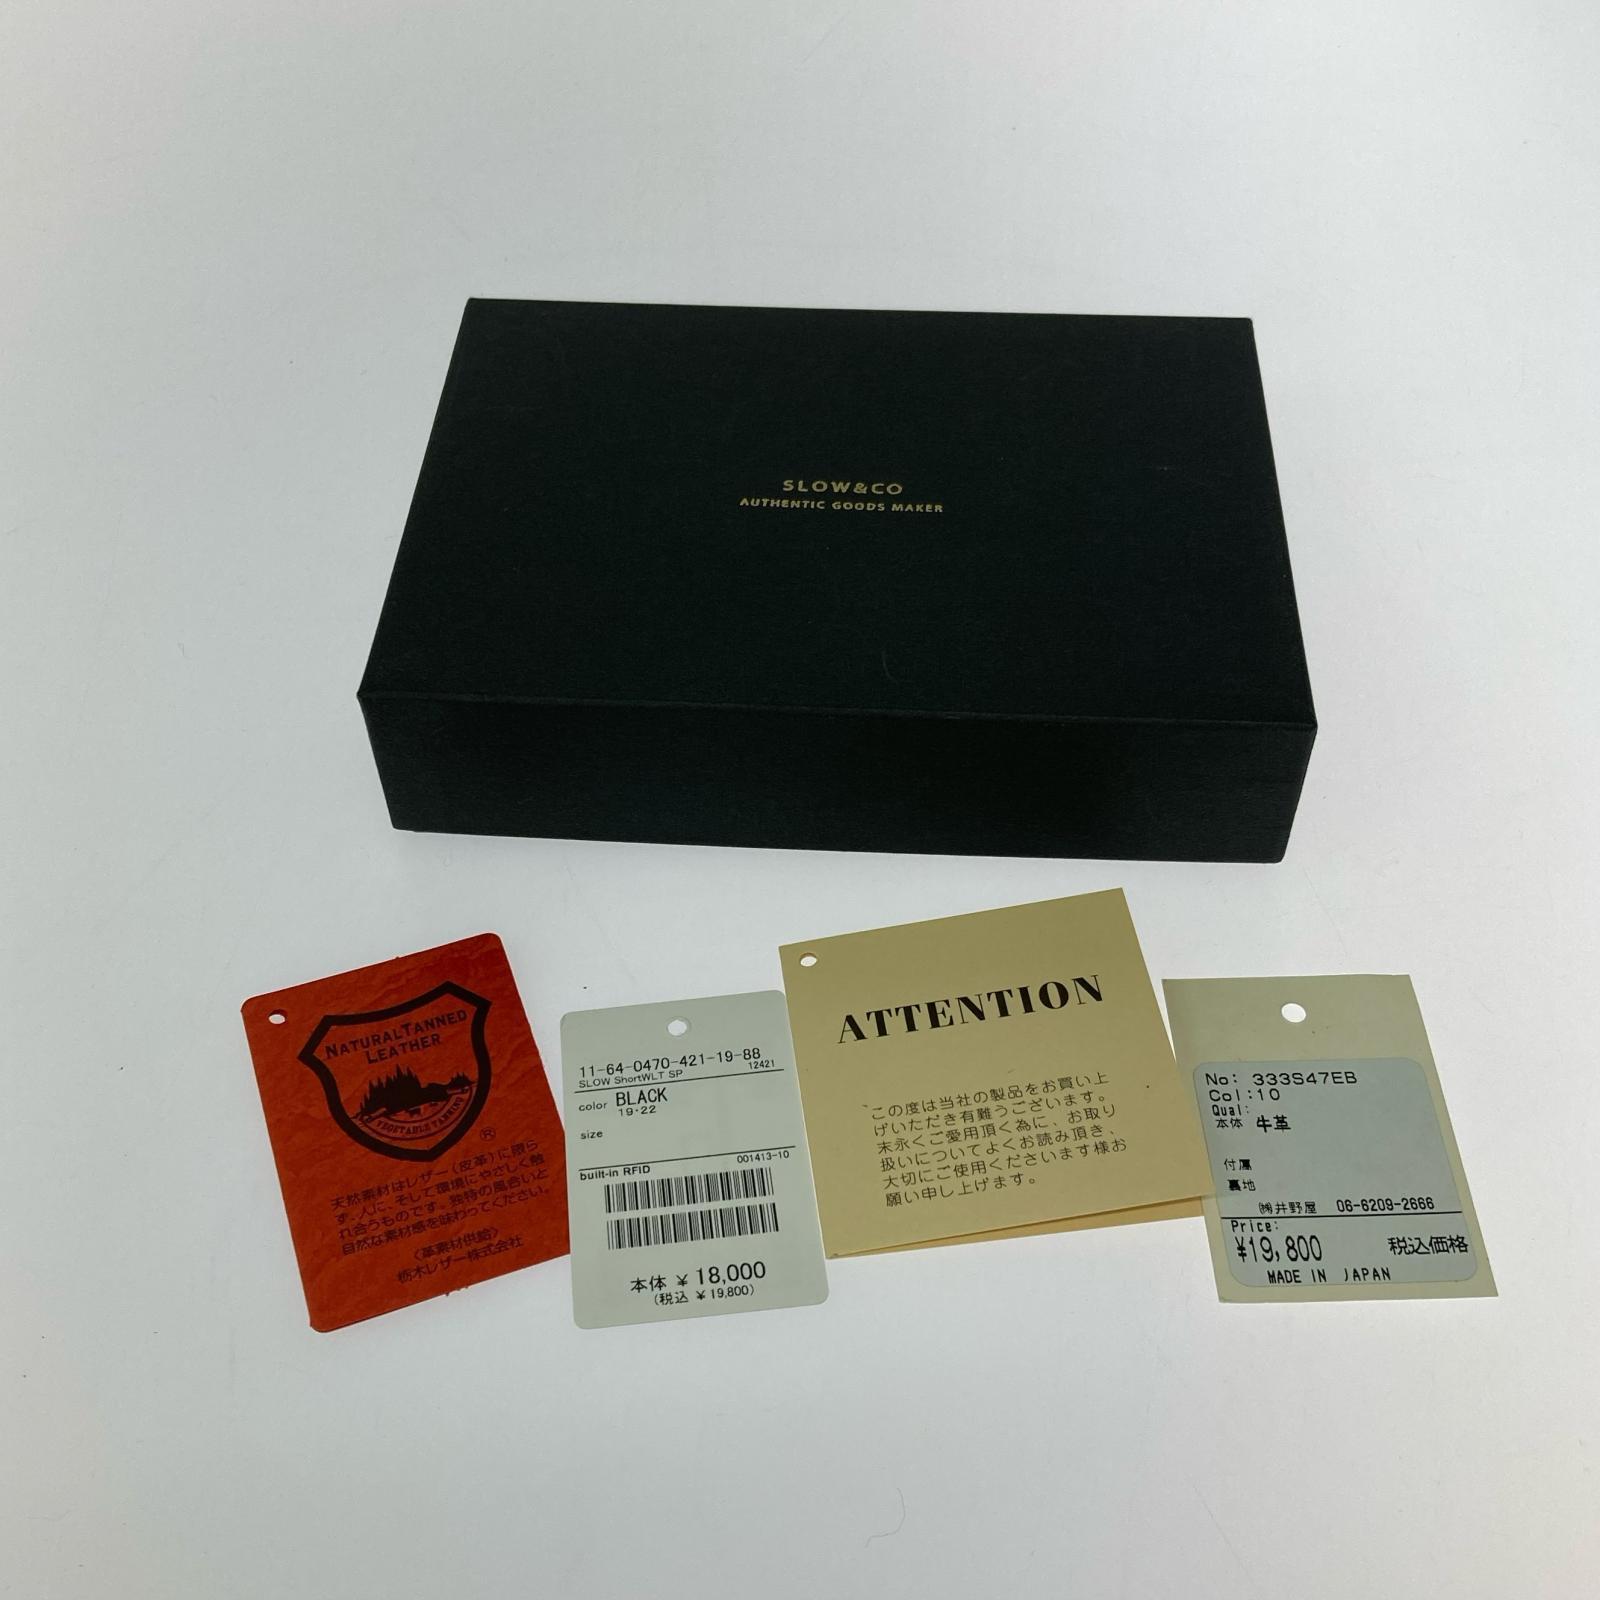 SLOW&CO
AUTHENTIC GOODS MAKER
NATURAL TANNED
LEATHER
VEGETABLE TANNING
®
天然素材はレザー(皮革)に限ら
ず、人に、そして環境にやさしく触
れ合うものです。独特の風合いと
自然な素材感を味わってください。
〈革素材供給〉
栃木レザー株式会社
11-64-0470-421-19-88
SLOW ShortWLT SP 12421
color BLACK
19・22
size
built-in RFID 001413-10
本体 ¥ 18,000
(税込 ¥ 19,800)
ATTENTION
この度は当社の製品をお買い上
げいただき有難うございます。
末永くご愛用頂く為に、お取り
扱いについてよくお読み頂き、
大切にご使用くださいます様お
願い申し上げます。
No: 333S47EB
Col:10
Qual:
本体 牛革
付属
裏地
㈱井野屋 06-6209-2666
Price:
¥19,800 税込価格
MADE IN JAPAN